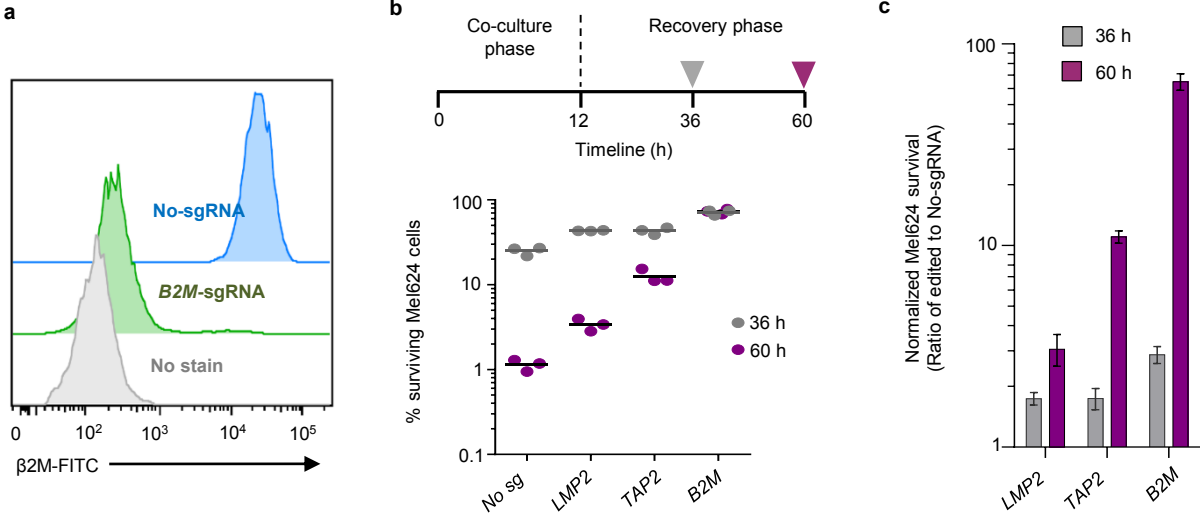 a
No-sgRNA
B2M-sgRNA
No stain
0 10² 10³ 10⁴ 10⁵
β2M-FITC
b
Co-culture
phase
Recovery phase
0 12 36 60
Timeline (h)
% surviving Mel624 cells
100
10
1
0.1
36 h
60 h
No sg LMP2 TAP2 B2M
c
36 h
60 h
Normalized Mel624 survival
(Ratio of edited to No-sgRNA)
100
10
1
LMP2 TAP2 B2M